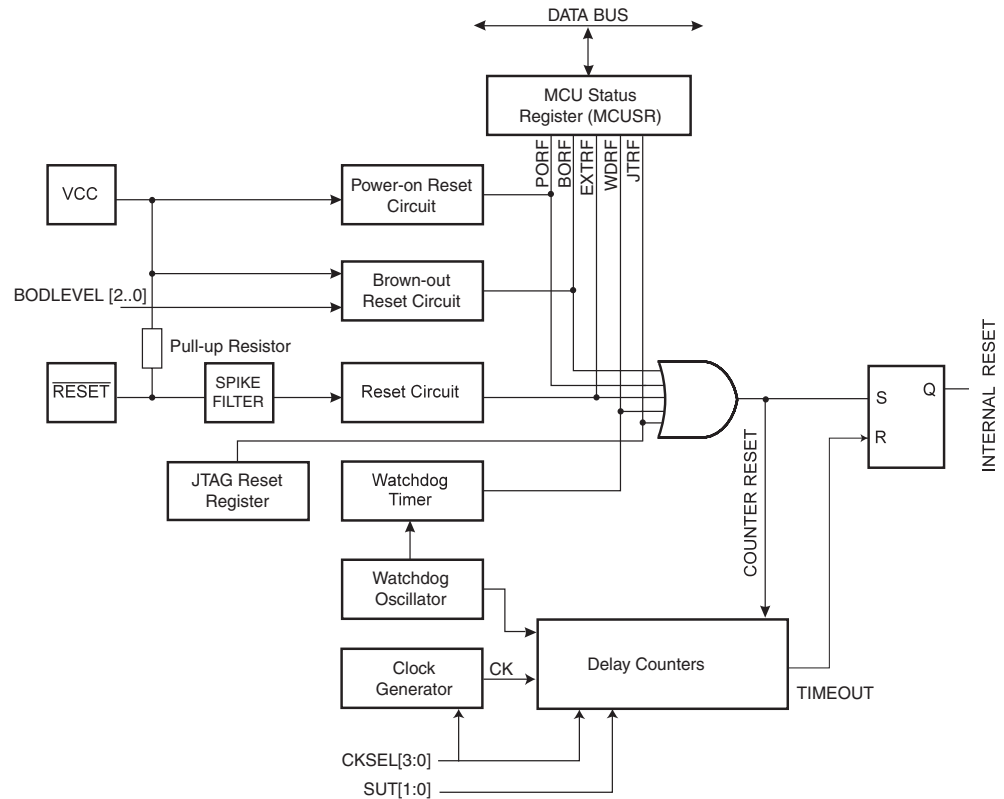 DATA BUS
MCU Status
Register (MCUSR)
PORF
BORF
EXTRF
WDRF
JTRF
VCC
Power-on Reset
Circuit
Brown-out
Reset Circuit
BODLEVEL [2..0]
Pull-up Resistor
RESET
SPIKE
FILTER
Reset Circuit
JTAG Reset
Register
Watchdog
Timer
Watchdog
Oscillator
Clock
Generator
CK
Delay Counters
COUNTER RESET
S
Q
R
INTERNAL RESET
TIMEOUT
CKSEL[3:0]
SUT[1:0]